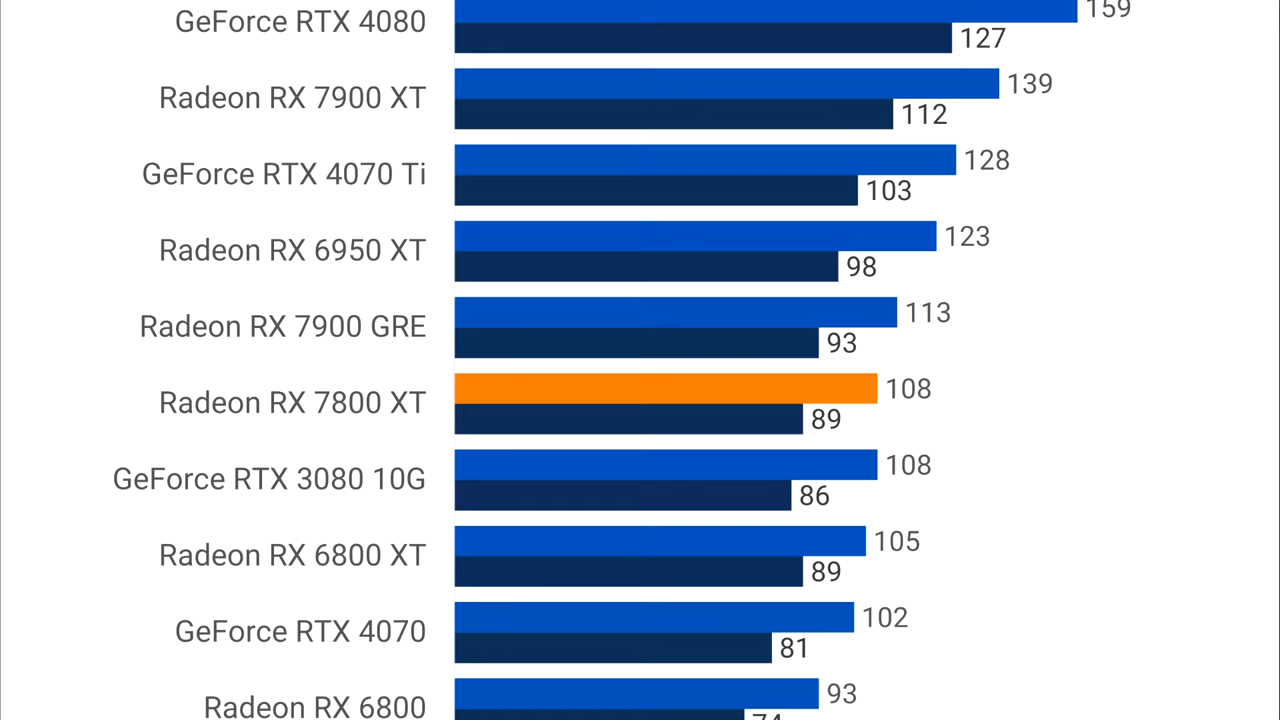 GeForce RTX 4080 159
127
Radeon RX 7900 XT 139
112
GeForce RTX 4070 Ti 128
103
Radeon RX 6950 XT 123
98
Radeon RX 7900 GRE 113
93
Radeon RX 7800 XT 108
89
GeForce RTX 3080 10G 108
86
Radeon RX 6800 XT 105
89
GeForce RTX 4070 102
81
Radeon RX 6800 93
74